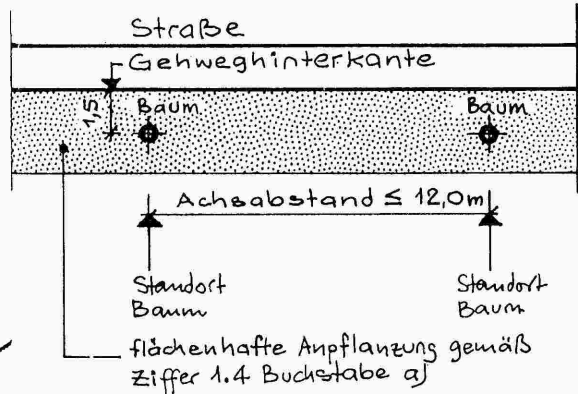 Straße
Gehweghinterkante
1,5
Baum
Baum
Achsabstand ≤ 12,0m
Standort
Baum
Standort
Baum
flächenhafte Anpflanzung gemäß
Ziffer 1.4 Buchstabe a)